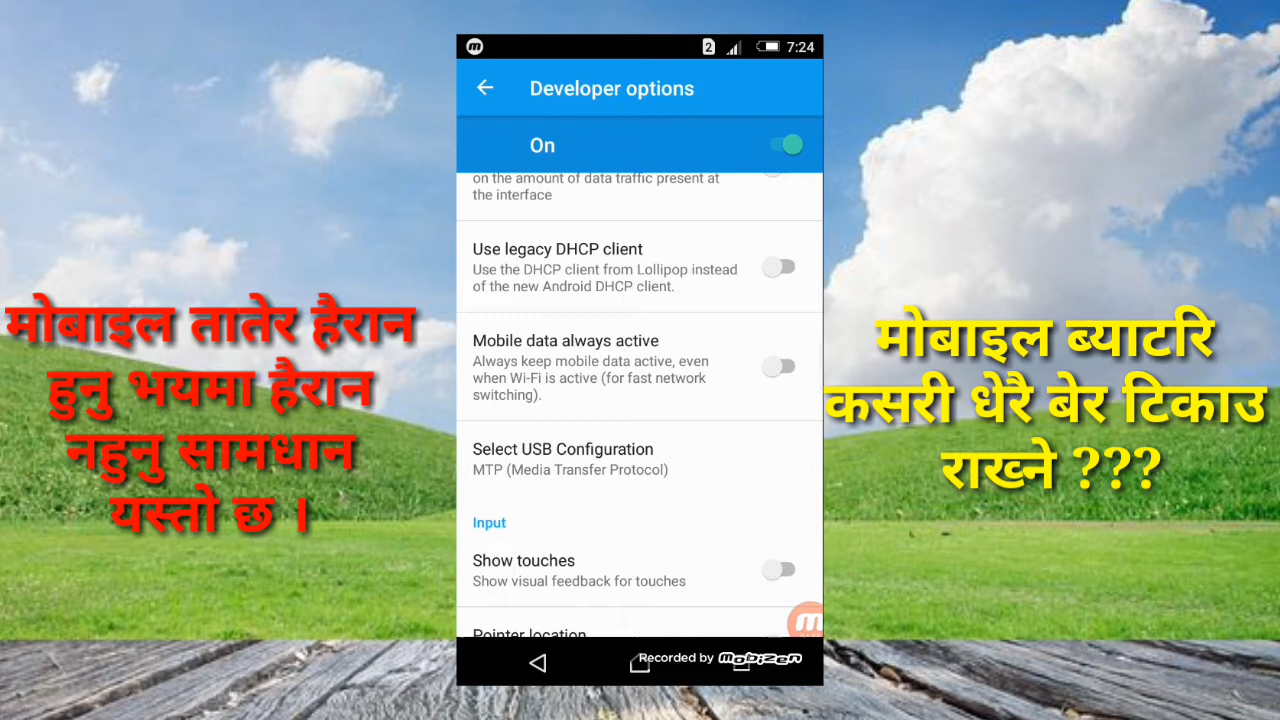 मोबाइल तातेर हैरान
हुनु भयमा हैरान
नहुनु सामधान
यस्तो छ ।
2
7:24
Developer options
On
on the amount of data traffic present at
the interface
Use legacy DHCP client
Use the DHCP client from Lollipop instead
of the new Android DHCP client.
Mobile data always active
Always keep mobile data active, even
when Wi-Fi is active (for fast network
switching).
Select USB Configuration
MTP (Media Transfer Protocol)
Input
Show touches
Show visual feedback for touches
Pointer location
Recorded by mobizen
मोबाइल ब्याटरि
कसरी धेरै बेर टिकाउ
राख्ने ???